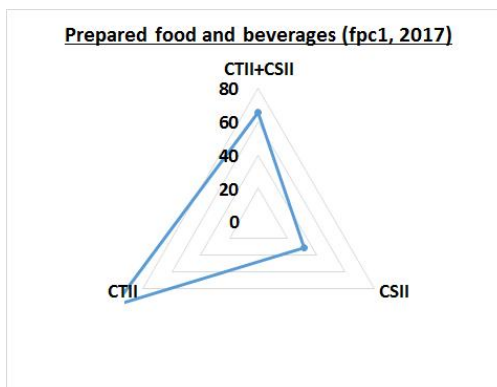 Prepared food and beverages (fpc1, 2017)
CTII+CSII
80
60
40
20
0
CTII
CSII